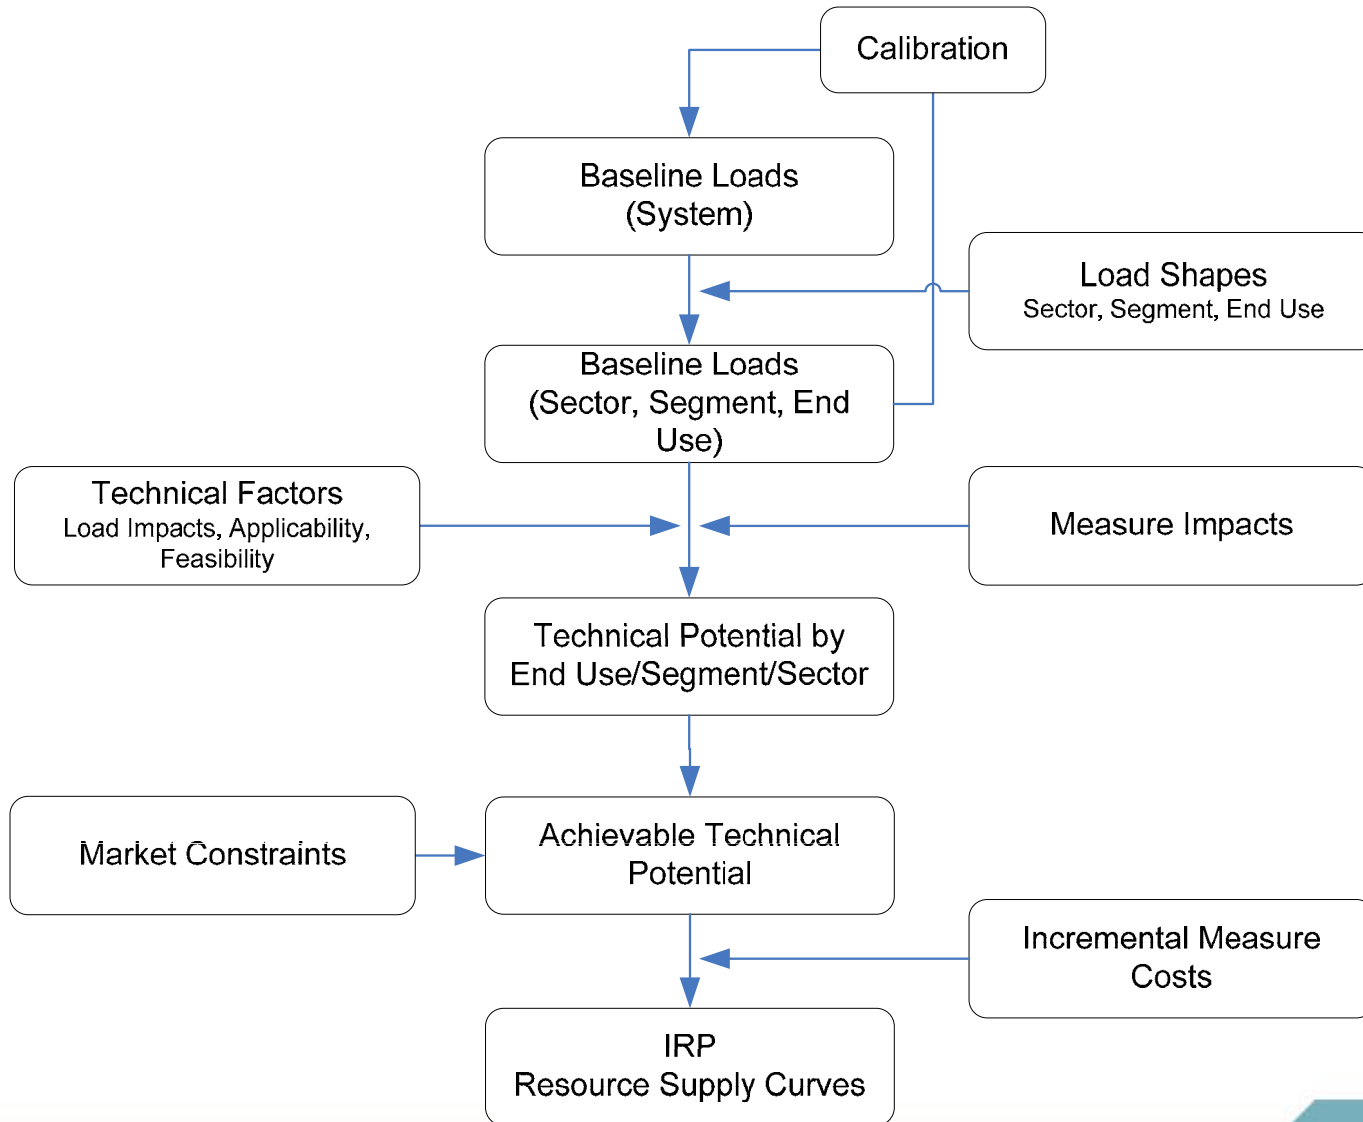 Calibration
Baseline Loads
(System)
Load Shapes
Sector, Segment, End Use
Baseline Loads
(Sector, Segment, End
Use)
Technical Factors
Load Impacts, Applicability,
Feasibility
Measure Impacts
Technical Potential by
End Use/Segment/Sector
Market Constraints
Achievable Technical
Potential
Incremental Measure
Costs
IRP
Resource Supply Curves